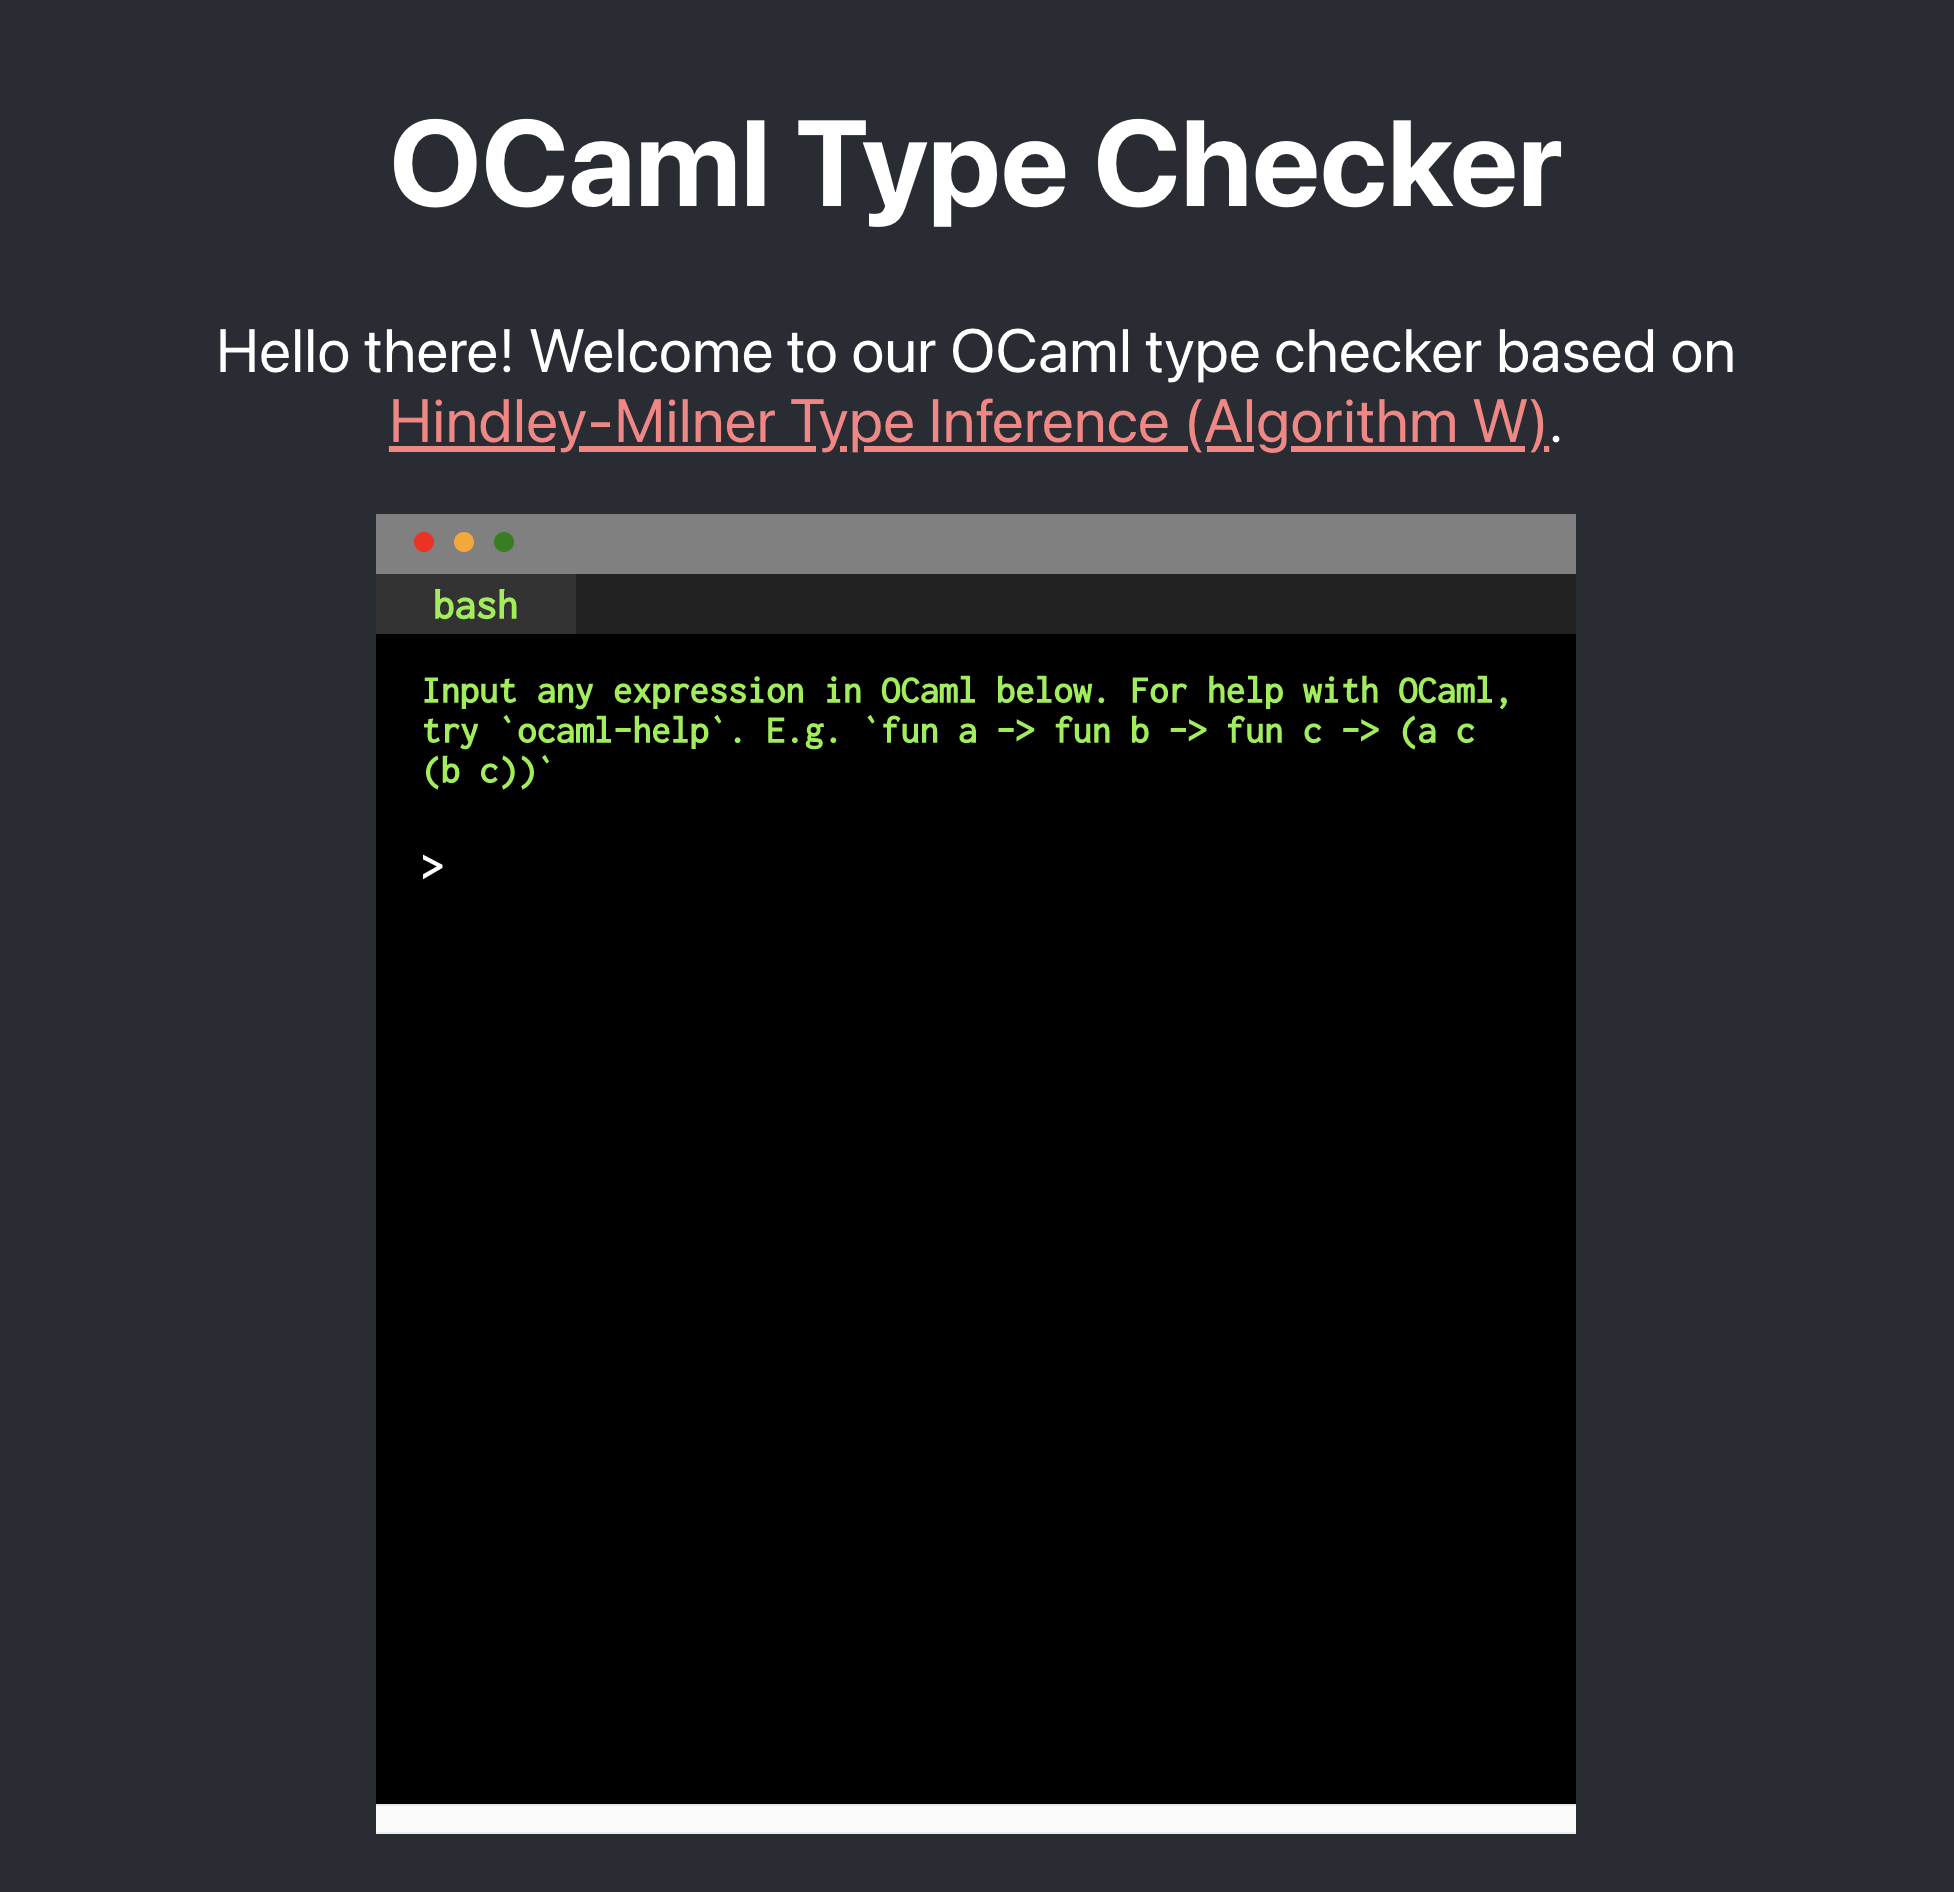 OCaml Type Checker
Hello there! Welcome to our OCaml type checker based on
Hindley-Milner Type Inference (Algorithm W).
bash
Input any expression in OCaml below. For help with OCaml,
try `ocaml-help`. E.g. `fun a -> fun b -> fun c -> (a c
(b c))`
>